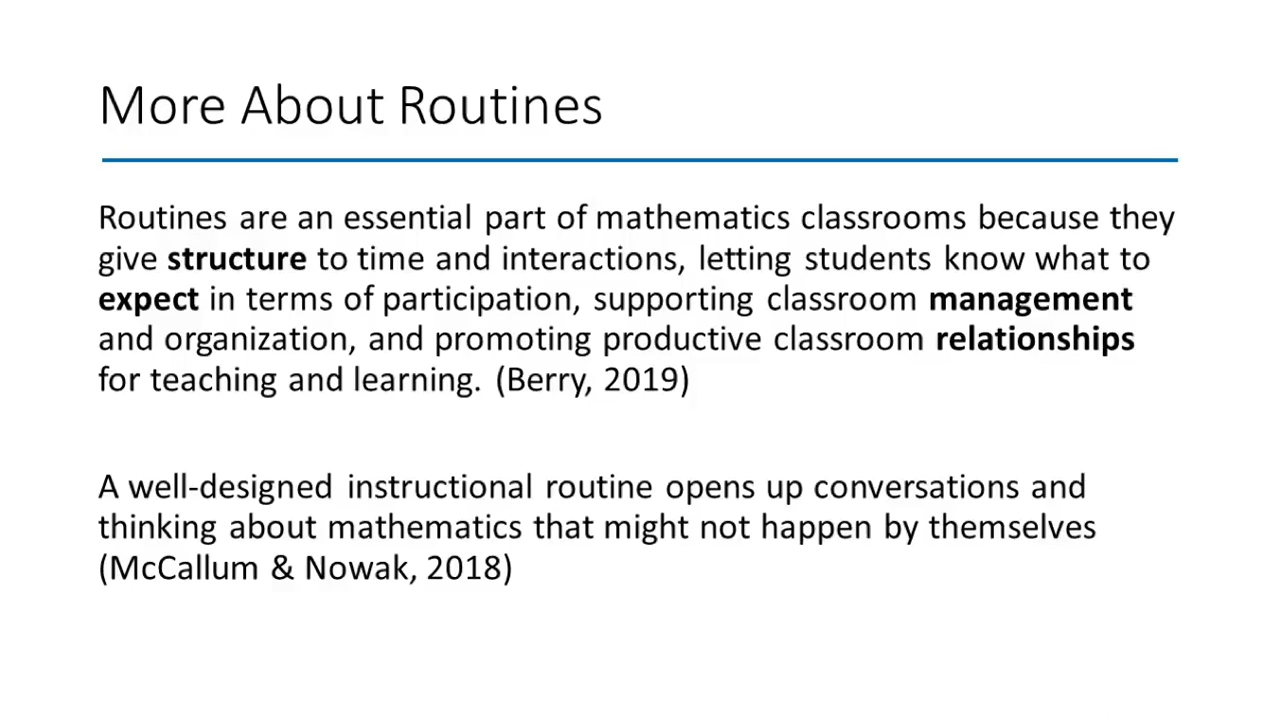 More About Routines
Routines are an essential part of mathematics classrooms because they
give structure to time and interactions, letting students know what to
expect in terms of participation, supporting classroom management
and organization, and promoting productive classroom relationships
for teaching and learning. (Berry, 2019)
A well-designed instructional routine opens up conversations and
thinking about mathematics that might not happen by themselves
(McCallum & Nowak, 2018)